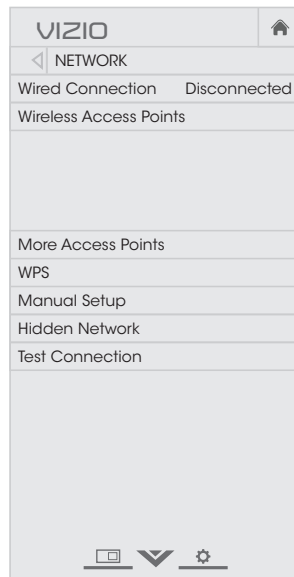 VIZIO
NETWORK
Wired Connection Disconnected
Wireless Access Points
More Access Points
WPS
Manual Setup
Hidden Network
Test Connection